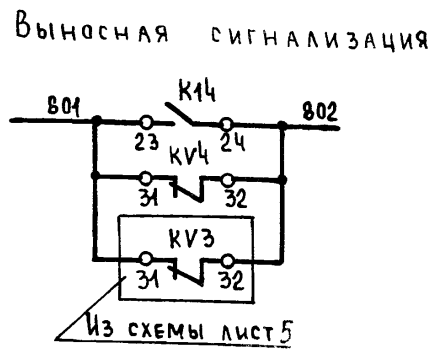 Выносная сигнализация
801 К14 802
23 24
KV4
31 32
KV3
31 32
Из схемы лист 5